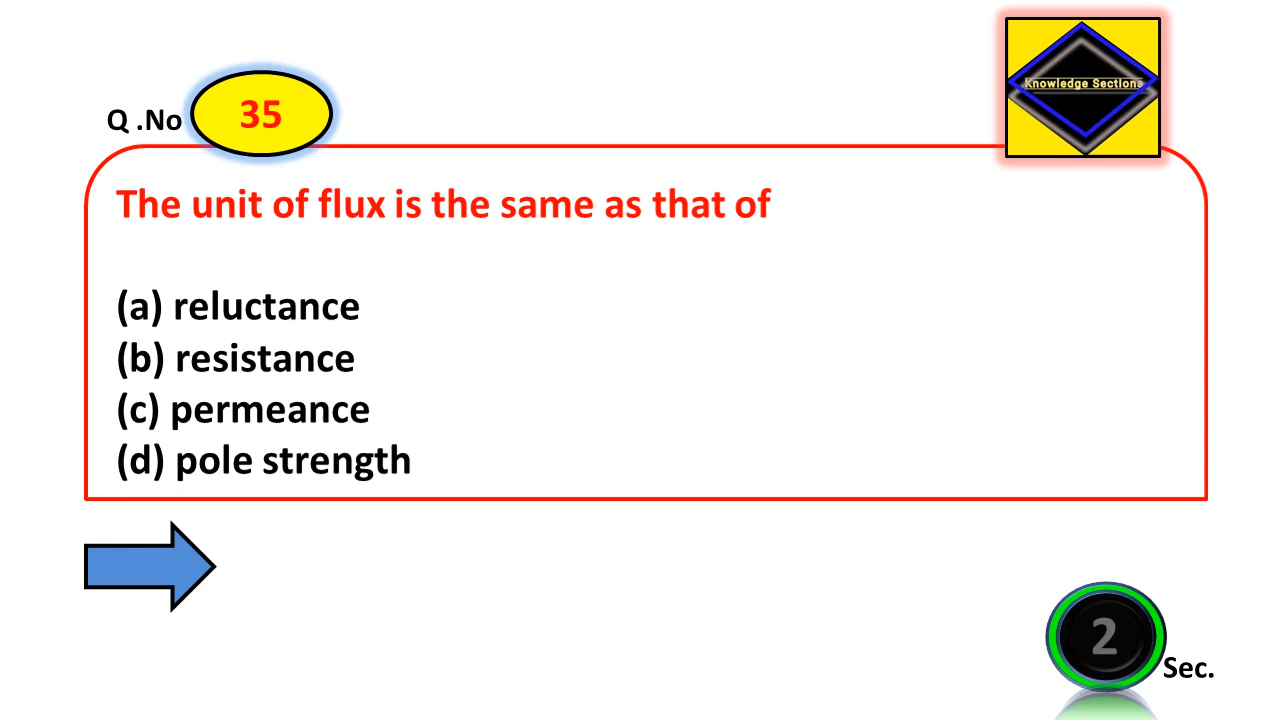 Knowledge Sections
Q .No 35
The unit of flux is the same as that of
(a) reluctance
(b) resistance
(c) permeance
(d) pole strength
2
Sec.